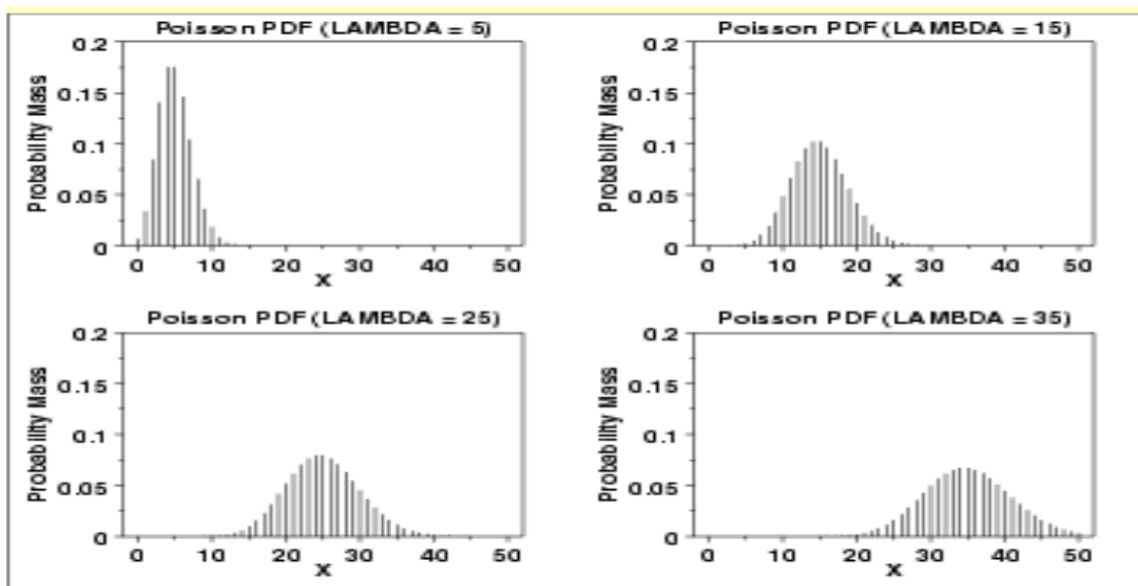 Poisson PDF (LAMBDA = 5)
Probability Mass
0.2
0.15
0.1
0.05
0
0 10 20 30 40 50
X
Poisson PDF (LAMBDA = 15)
Probability Mass
0.2
0.15
0.1
0.05
0
0 10 20 30 40 50
X
Poisson PDF (LAMBDA = 25)
Probability Mass
0.2
0.15
0.1
0.05
0
0 10 20 30 40 50
X
Poisson PDF (LAMBDA = 35)
Probability Mass
0.2
0.15
0.1
0.05
0
0 10 20 30 40 50
X